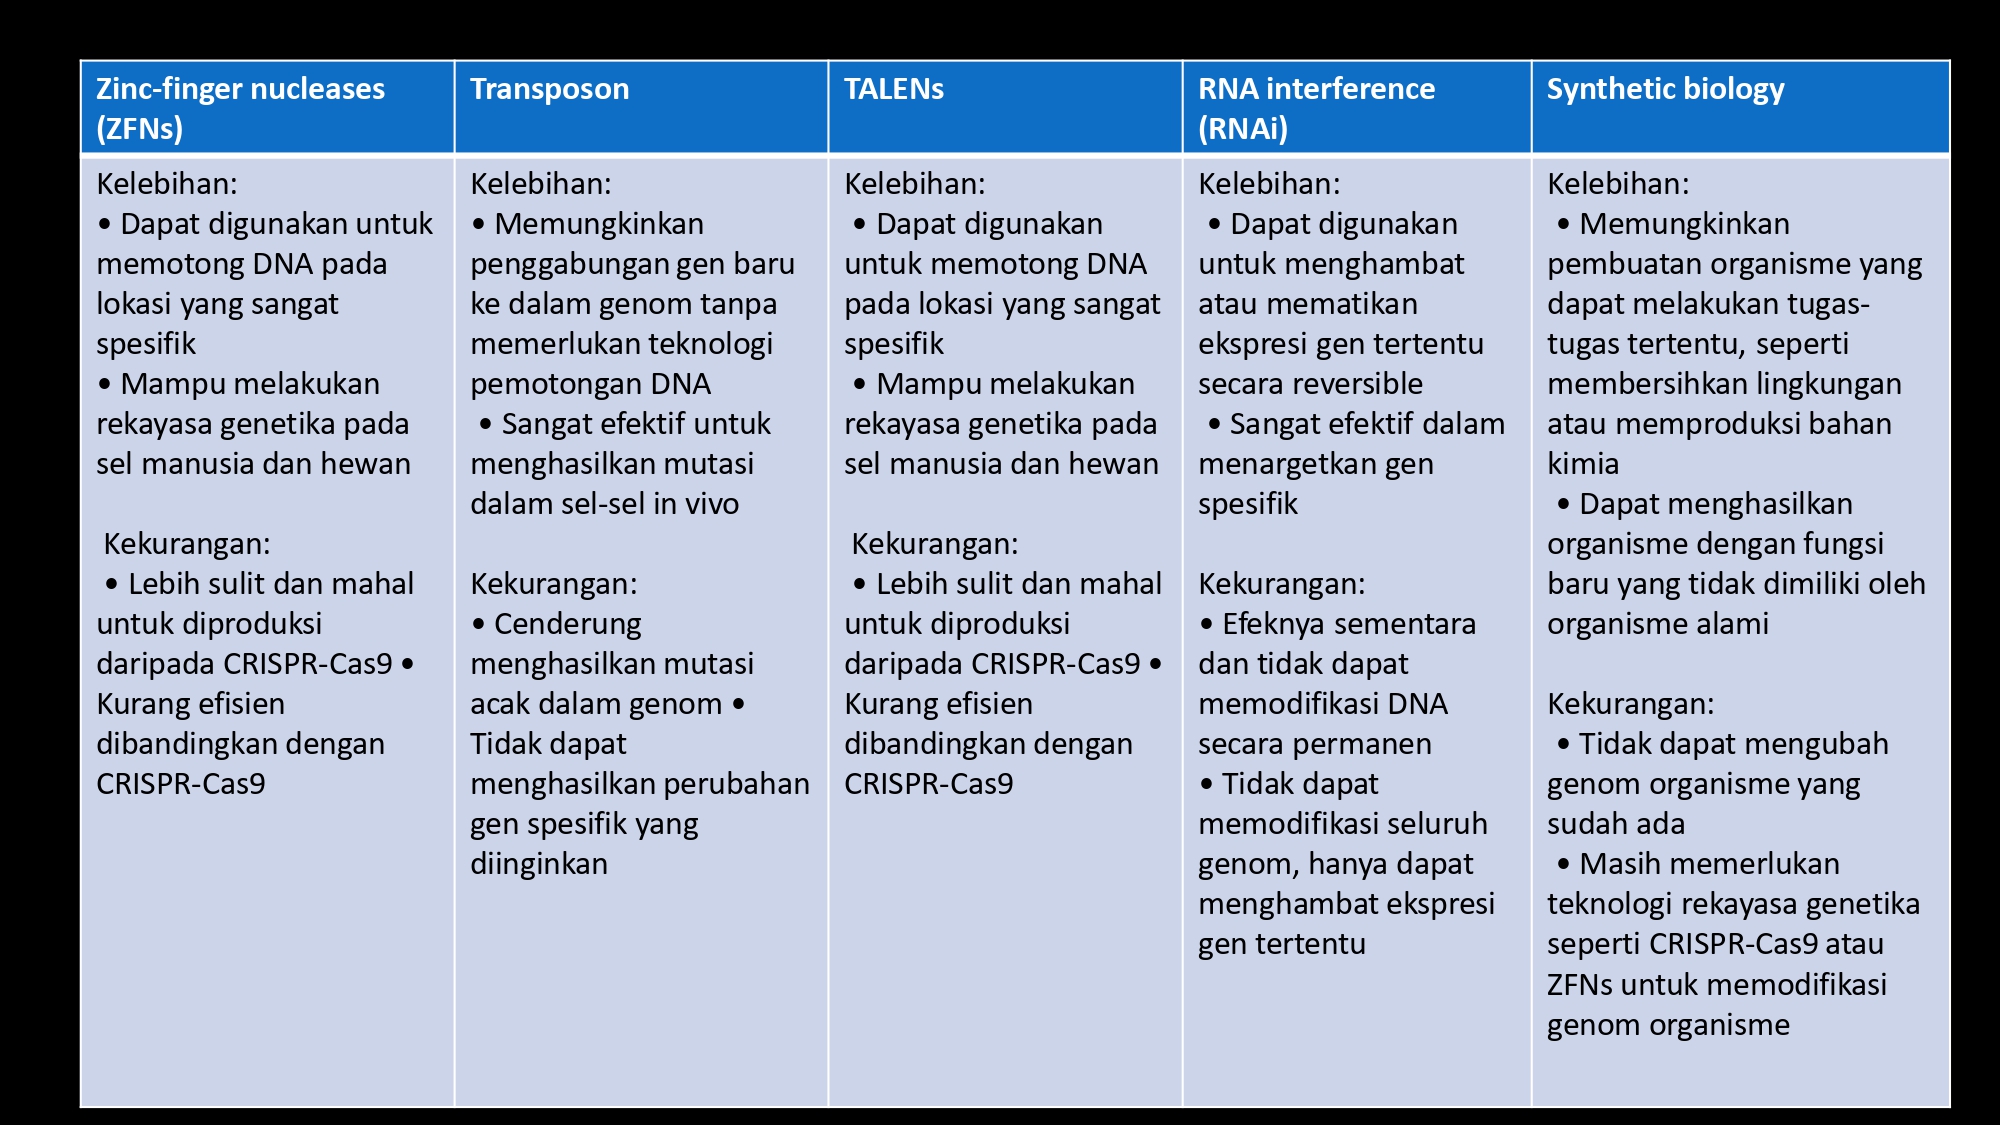 Zinc-finger nucleases
(ZFNs)
Transposon
TALENs
RNA interference
(RNAi)
Synthetic biology
Kelebihan:
• Dapat digunakan untuk
memotong DNA pada
lokasi yang sangat
spesifik
• Mampu melakukan
rekayasa genetika pada
sel manusia dan hewan
Kekurangan:
• Lebih sulit dan mahal
untuk diproduksi
daripada CRISPR-Cas9 •
Kurang efisien
dibandingkan dengan
CRISPR-Cas9
Kelebihan:
• Memungkinkan
penggabungan gen baru
ke dalam genom tanpa
memerlukan teknologi
pemotongan DNA
• Sangat efektif untuk
menghasilkan mutasi
dalam sel-sel in vivo
Kekurangan:
• Cenderung
menghasilkan mutasi
acak dalam genom •
Tidak dapat
menghasilkan perubahan
gen spesifik yang
diinginkan
Kelebihan:
• Dapat digunakan
untuk memotong DNA
pada lokasi yang sangat
spesifik
• Mampu melakukan
rekayasa genetika pada
sel manusia dan hewan
Kekurangan:
• Lebih sulit dan mahal
untuk diproduksi
daripada CRISPR-Cas9 •
Kurang efisien
dibandingkan dengan
CRISPR-Cas9
Kelebihan:
• Dapat digunakan
untuk menghambat
atau mematikan
ekspresi gen tertentu
secara reversible
• Sangat efektif dalam
menargetkan gen
spesifik
Kekurangan:
• Efeknya sementara
dan tidak dapat
memodifikasi DNA
secara permanen
• Tidak dapat
memodifikasi seluruh
genom, hanya dapat
menghambat ekspresi
gen tertentu
Kelebihan:
• Memungkinkan
pembuatan organisme yang
dapat melakukan tugas-
tugas tertentu, seperti
membersihkan lingkungan
atau memproduksi bahan
kimia
• Dapat menghasilkan
organisme dengan fungsi
baru yang tidak dimiliki oleh
organisme alami
Kekurangan:
• Tidak dapat mengubah
genom organisme yang
sudah ada
• Masih memerlukan
teknologi rekayasa genetika
seperti CRISPR-Cas9 atau
ZFNs untuk memodifikasi
genom organisme